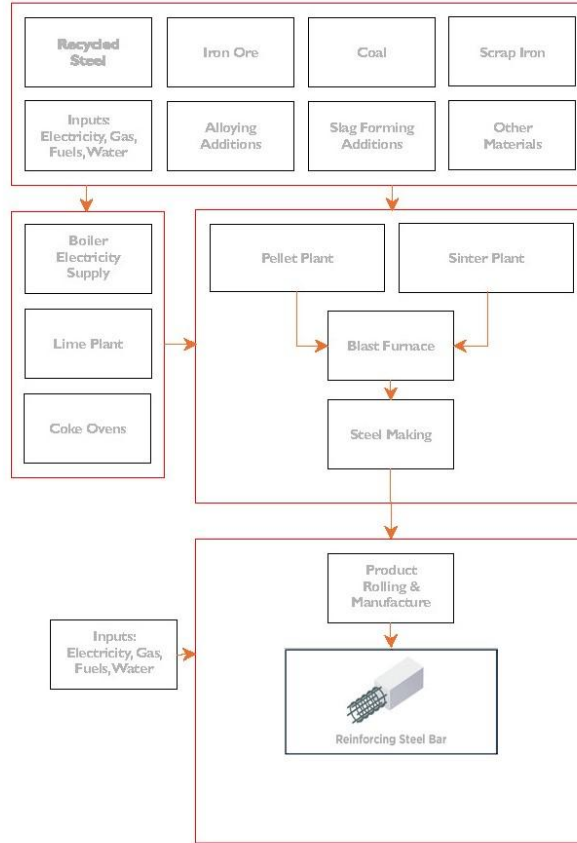 Recycled
Steel
Iron Ore
Coal
Scrap Iron
Inputs:
Electricity, Gas,
Fuels, Water
Alloying
Additions
Slag Forming
Additions
Other
Materials
Boiler
Electricity
Supply
Lime Plant
Coke Ovens
Pellet Plant
Sinter Plant
Blast Furnace
Steel Making
Product
Rolling &
Manufacture
Inputs:
Electricity, Gas,
Fuels, Water
Reinforcing Steel Bar